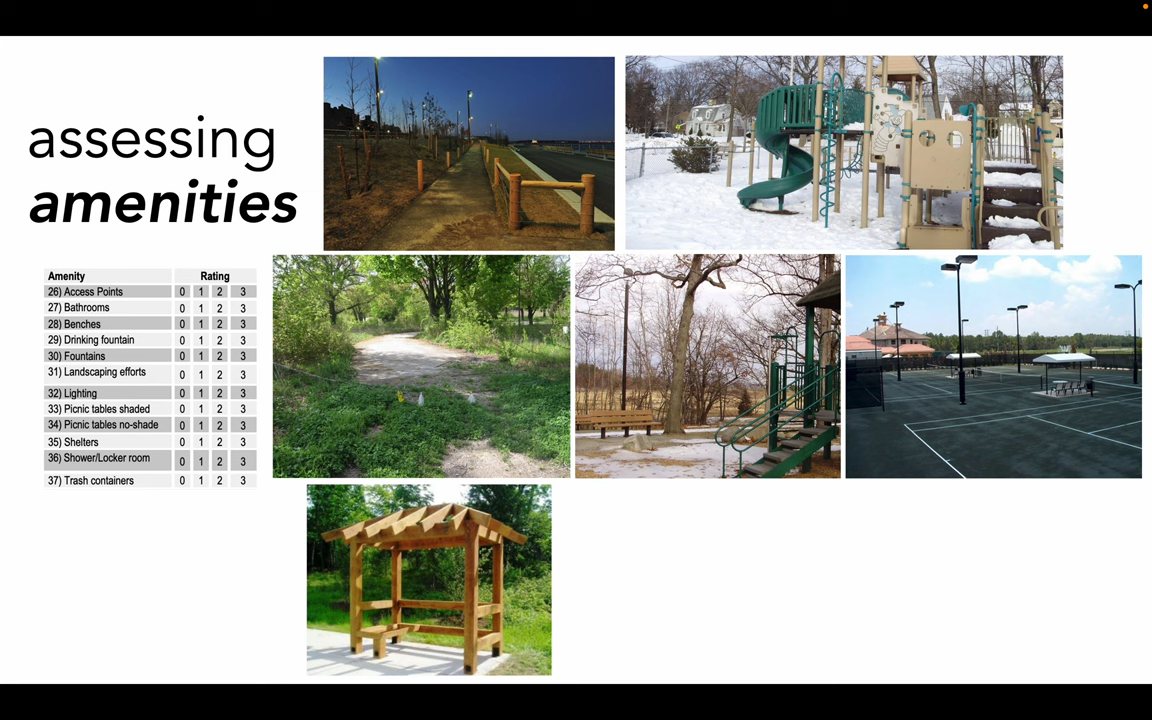 assessing
amenities
Amenity Rating
26) Access Points 0 1 2 3
27) Bathrooms 0 1 2 3
28) Benches 0 1 2 3
29) Drinking fountain 0 1 2 3
30) Fountains 0 1 2 3
31) Landscaping efforts 0 1 2 3
32) Lighting 0 1 2 3
33) Picnic tables shaded 0 1 2 3
34) Picnic tables no-shade 0 1 2 3
35) Shelters 0 1 2 3
36) Shower/Locker room 0 1 2 3
37) Trash containers 0 1 2 3